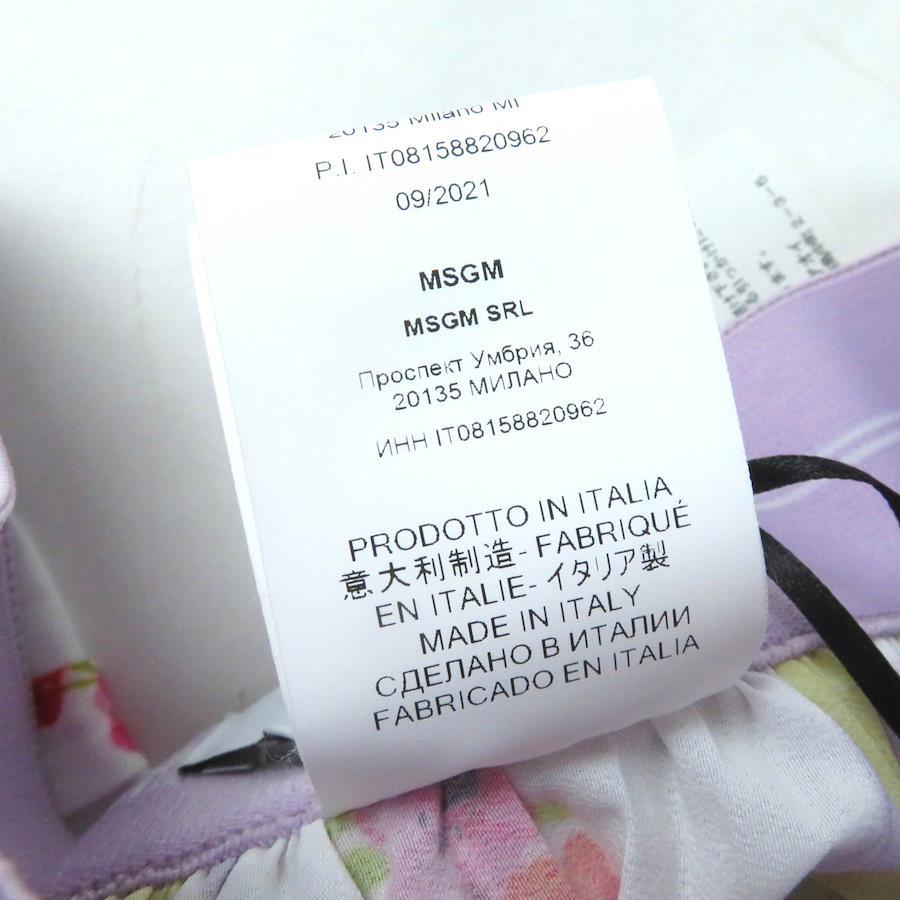 20135 Milano MI
P.I. IT08158820962
09/2021
MSGM
MSGM SRL
Проспект Умбрия, 36
20135 МИЛАНО
ИНН IT08158820962
PRODOTTO IN ITALIA
意大利制造- FABRIQUÉ
EN ITALIE- イタリア製
MADE IN ITALY
СДЕЛАНО В ИТАЛИИ
FABRICADO EN ITALIA